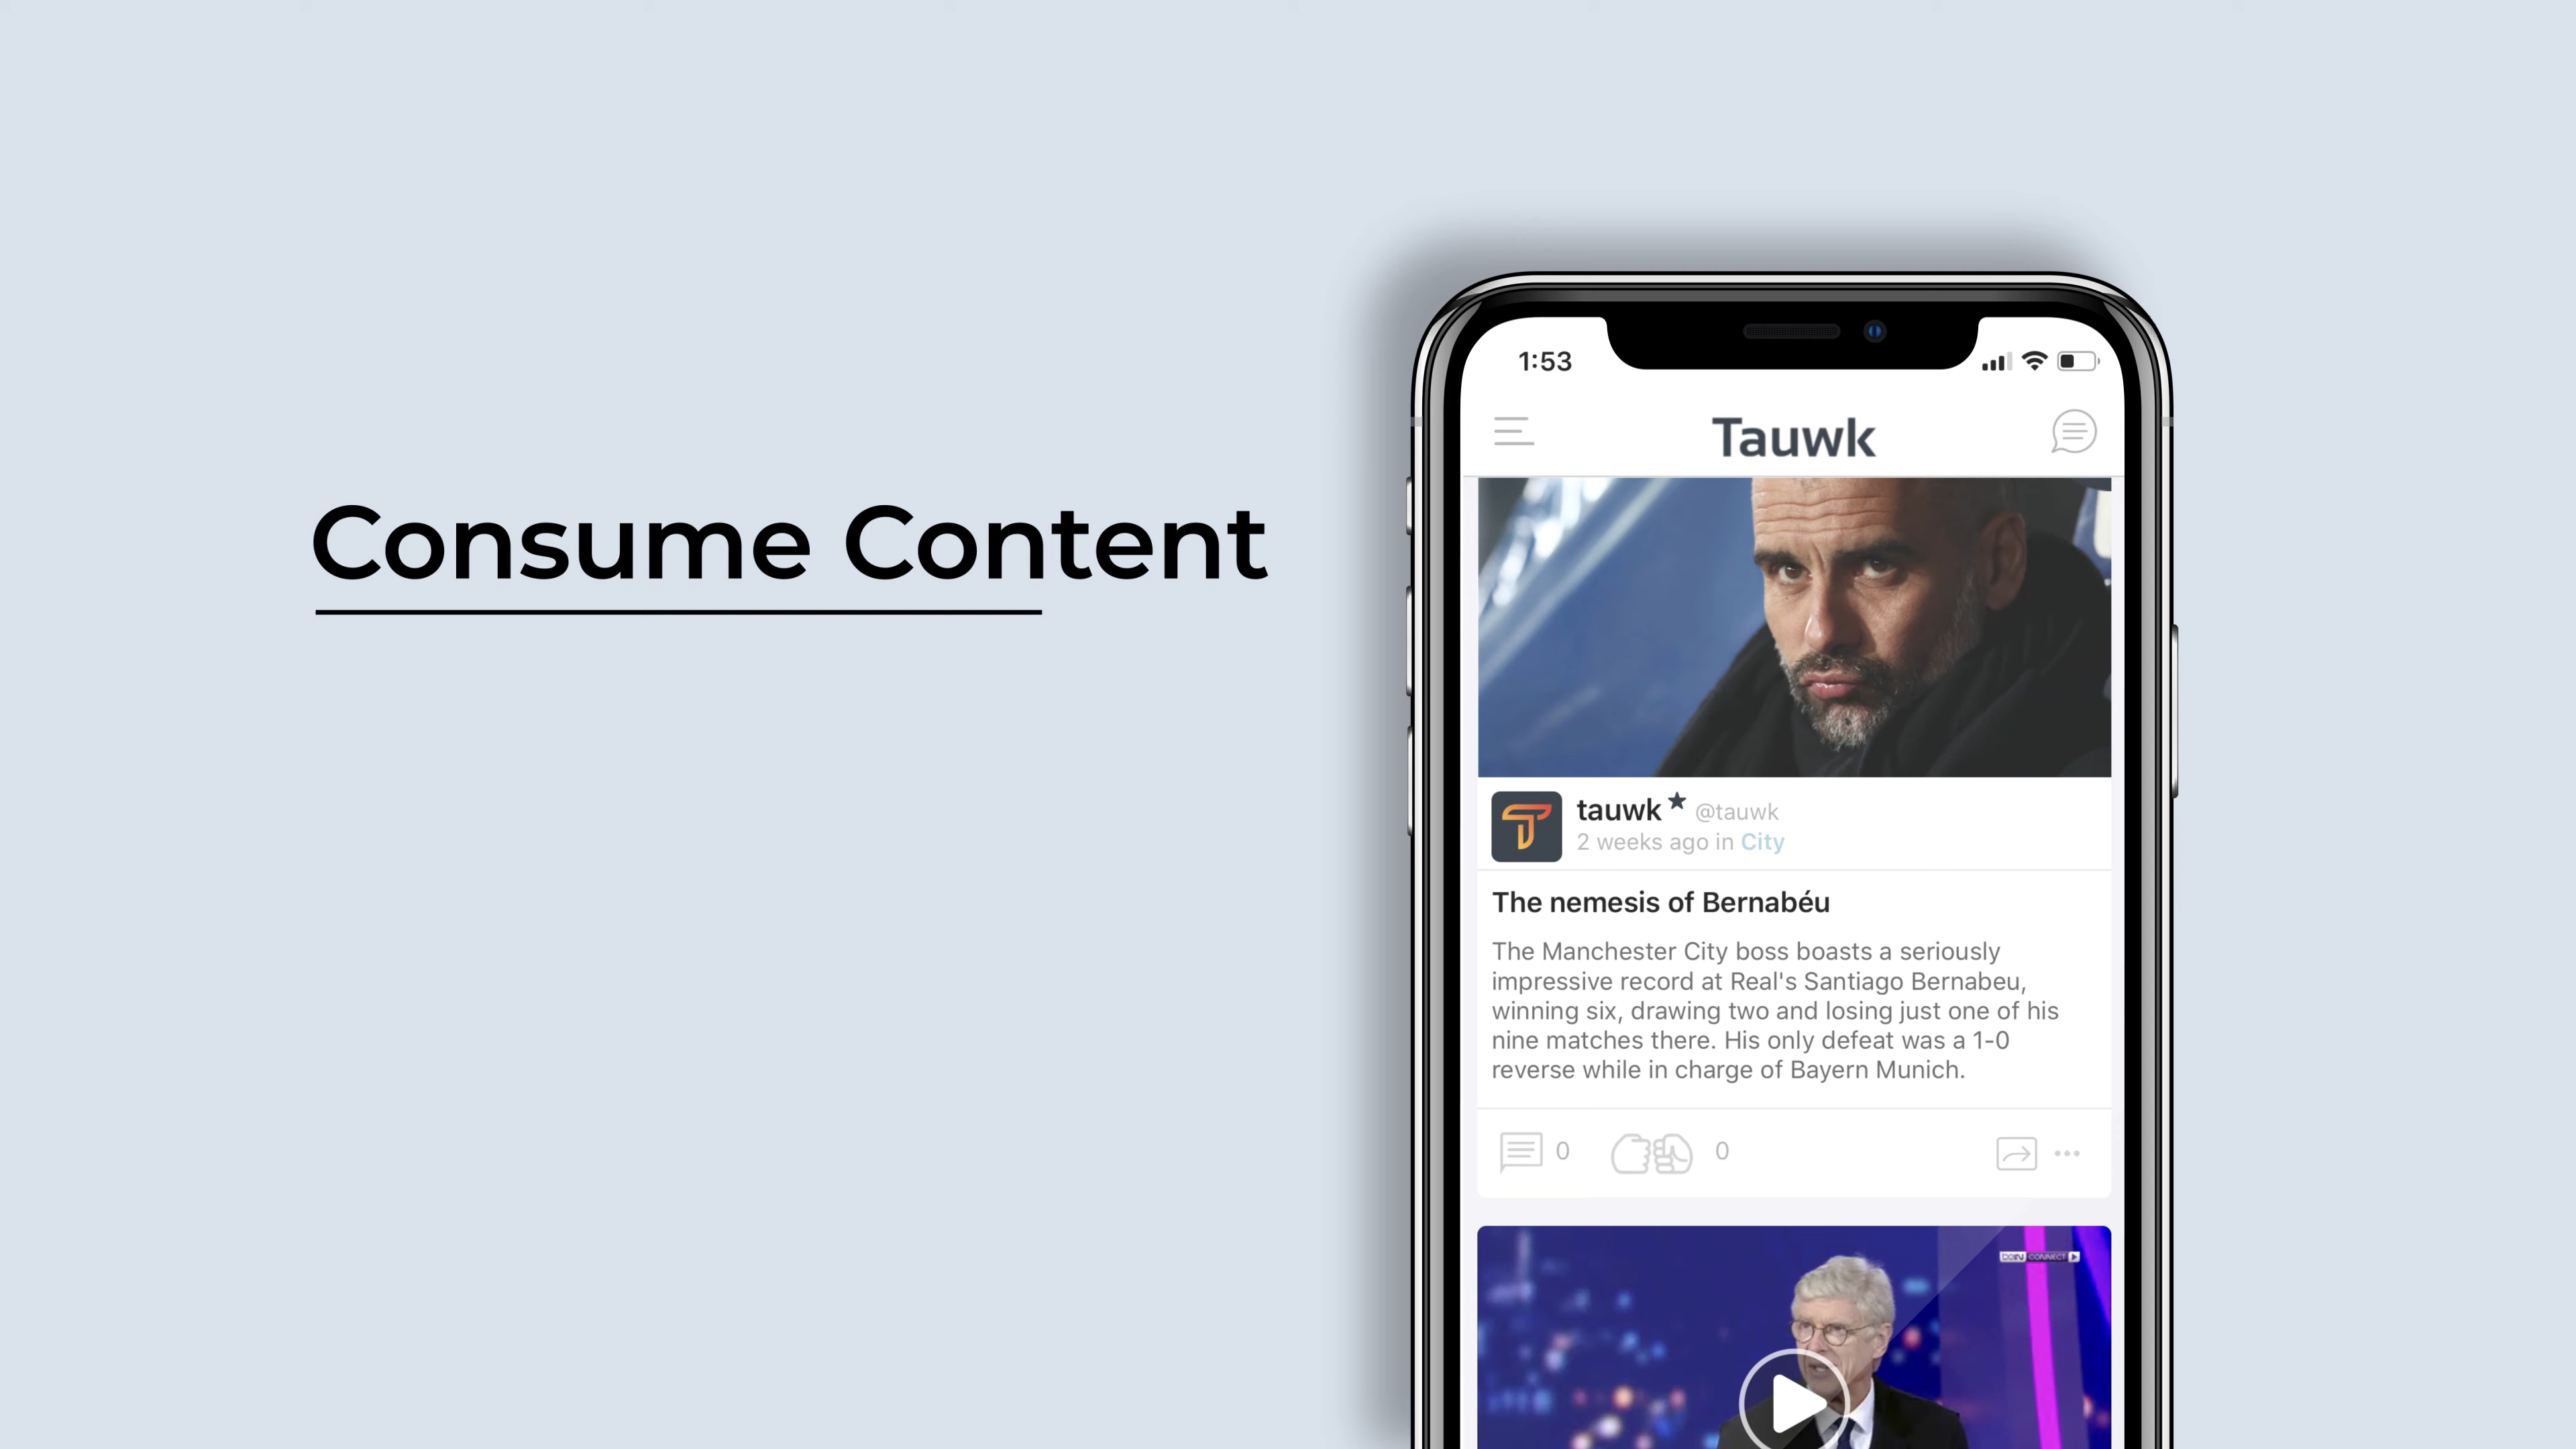 Consume Content
1:53
Tauwk
tauwk ★ @tauwk
2 weeks ago in City
The nemesis of Bernabéu
The Manchester City boss boasts a seriously
impressive record at Real's Santiago Bernabeu,
winning six, drawing two and losing just one of his
nine matches there. His only defeat was a 1-0
reverse while in charge of Bayern Munich.
0 0
beIN CONNECT